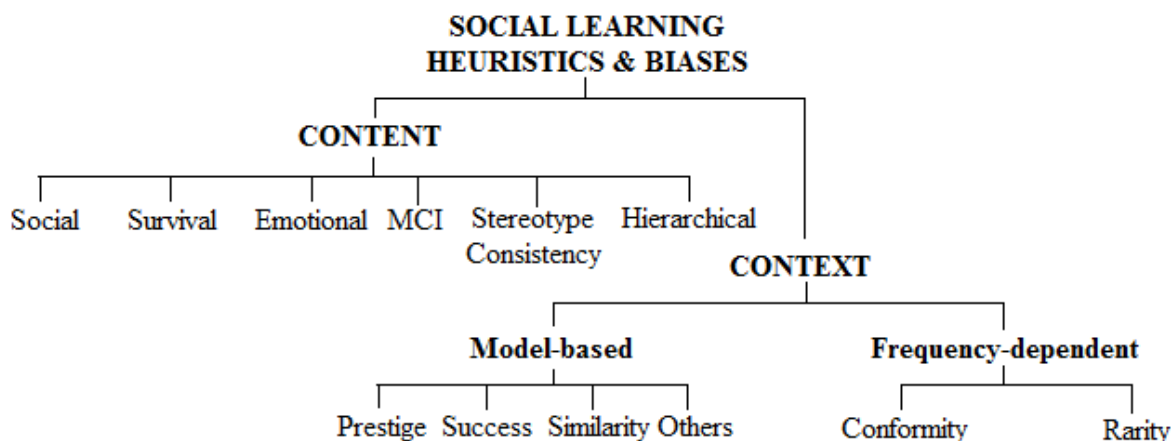 SOCIAL LEARNING
HEURISTICS & BIASES
CONTENT
Social Survival Emotional MCI Stereotype Hierarchical
Consistency
CONTEXT
Model-based Frequency-dependent
Prestige Success Similarity Others Conformity Rarity